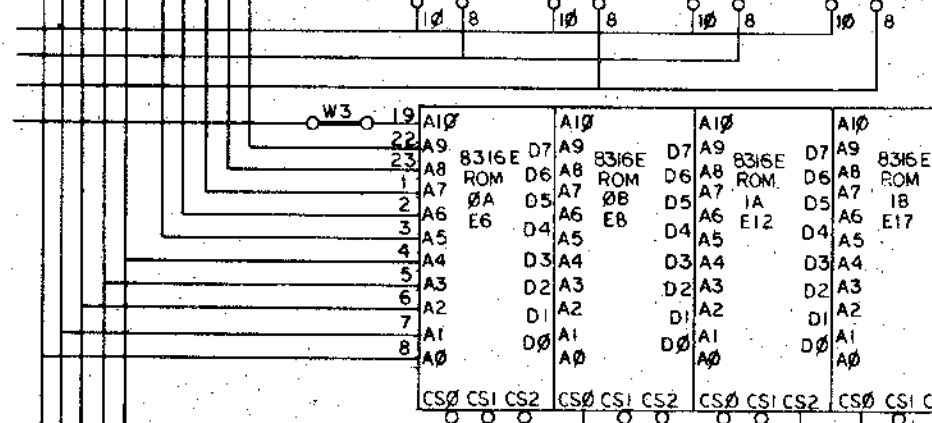 1Ø 8 1Ø 8 1Ø 8 1Ø 8
W3 19 A1Ø A1Ø A1Ø A1Ø
22 A9 D7 A9 D7 A9 D7 A9
8316E 8316E 8316E 8316E
23 A8 ROM D6 A8 ROM D6 A8 ROM D6 A8 ROM
1 A7 ØA D5 A7 ØB D5 A7 1A D5 A7 1B
2 A6 E6 A6 E8 A6 E12 A6 E17
3 A5 D4 A5 D4 A5 D4 A5
4 A4 D3 A4 D3 A4 D3 A4
5 A3 D2 A3 D2 A3 D2 A3
6 A2 D1 A2 D1 A2 D1 A2
7 A1 DØ A1 DØ A1 DØ A1
8 AØ AØ AØ AØ
CSØ CS1 CS2 CSØ CS1 CS2 CSØ CS1 CS2 CSØ CS1 C